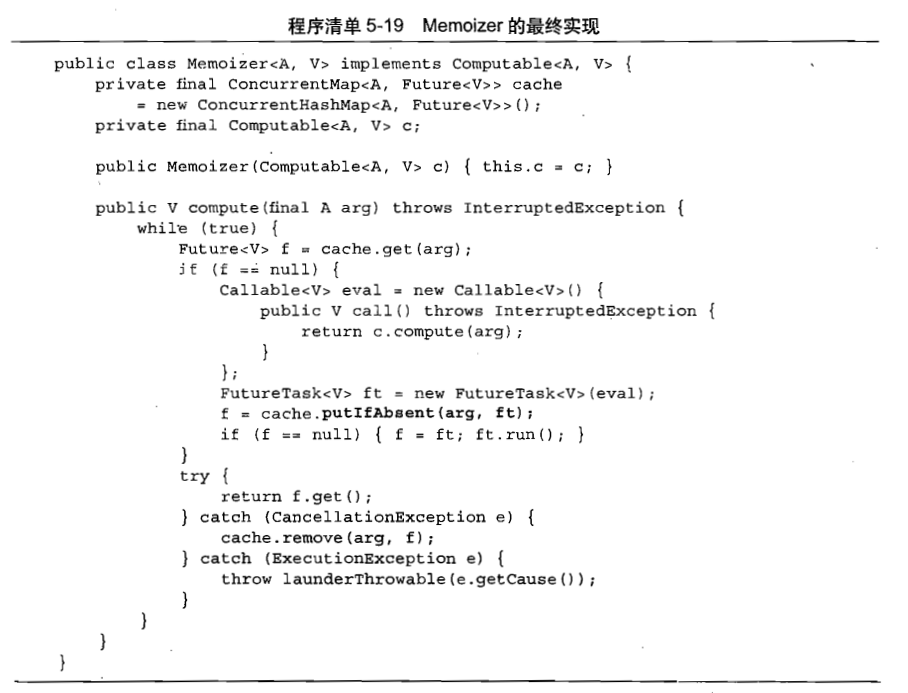 程序清单 5-19 Memoizer 的最终实现
public class Memoizer<A, V> implements Computable<A, V> {
    private final ConcurrentMap<A, Future<V>> cache
        = new ConcurrentHashMap<A, Future<V>>();
    private final Computable<A, V> c;

    public Memoizer(Computable<A, V> c) { this.c = c; }

    public V compute(final A arg) throws InterruptedException {
        while (true) {
            Future<V> f = cache.get(arg);
            if (f == null) {
                Callable<V> eval = new Callable<V>() {
                    public V call() throws InterruptedException {
                        return c.compute(arg);
                    }
                };
                FutureTask<V> ft = new FutureTask<V>(eval);
                f = cache.putIfAbsent(arg, ft);
                if (f == null) { f = ft; ft.run(); }
            }
            try {
                return f.get();
            } catch (CancellationException e) {
                cache.remove(arg, f);
            } catch (ExecutionException e) {
                throw launderThrowable(e.getCause());
            }
        }
    }
}